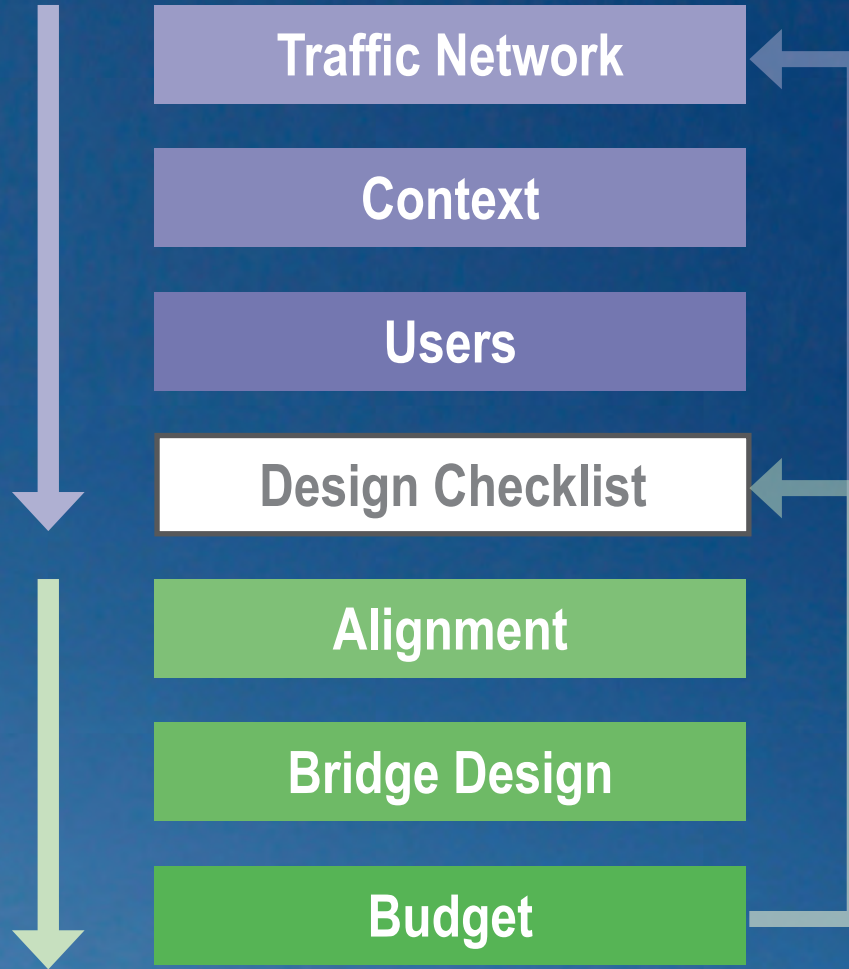 Traffic Network
Context
Users
Design Checklist
Alignment
Bridge Design
Budget